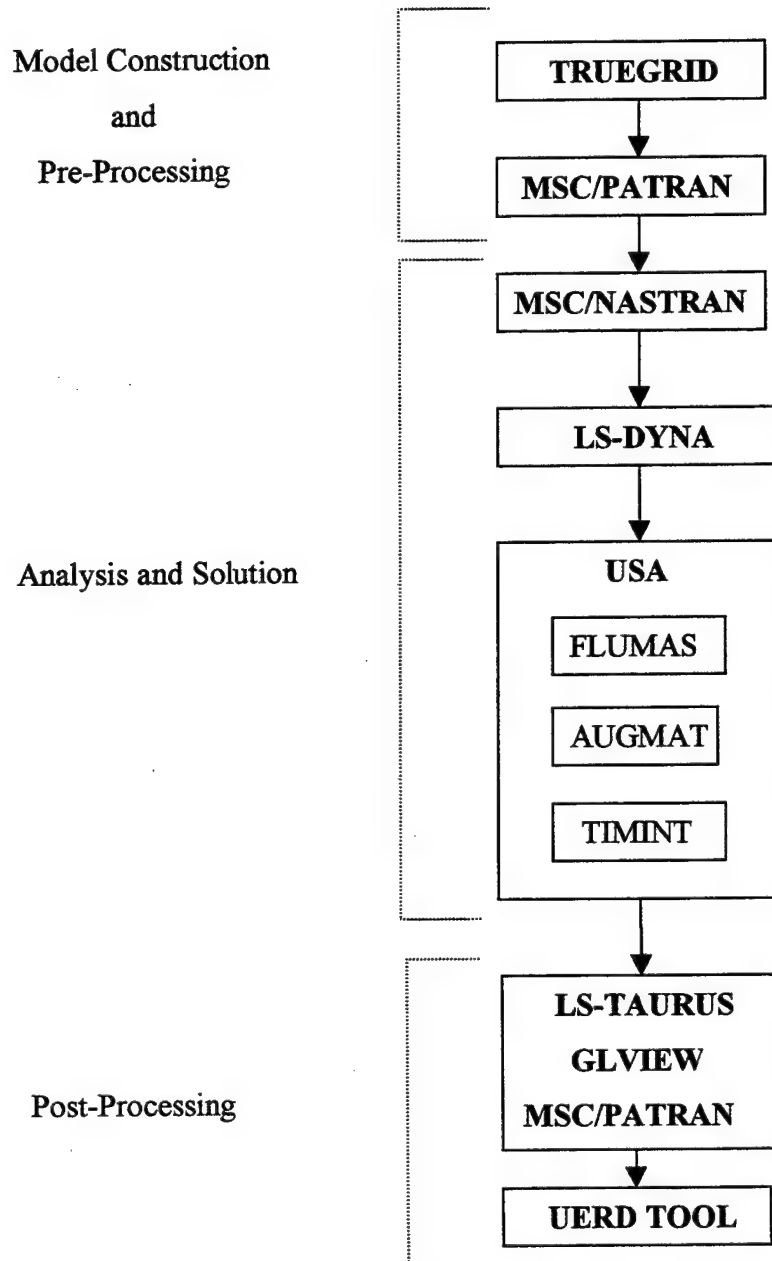 Model Construction
and
Pre-Processing
TRUEGRID
MSC/PATRAN
MSC/NASTRAN
LS-DYNA
Analysis and Solution
USA
FLUMAS
AUGMAT
TIMINT
Post-Processing
LS-TAURUS
GLVIEW
MSC/PATRAN
UERD TOOL